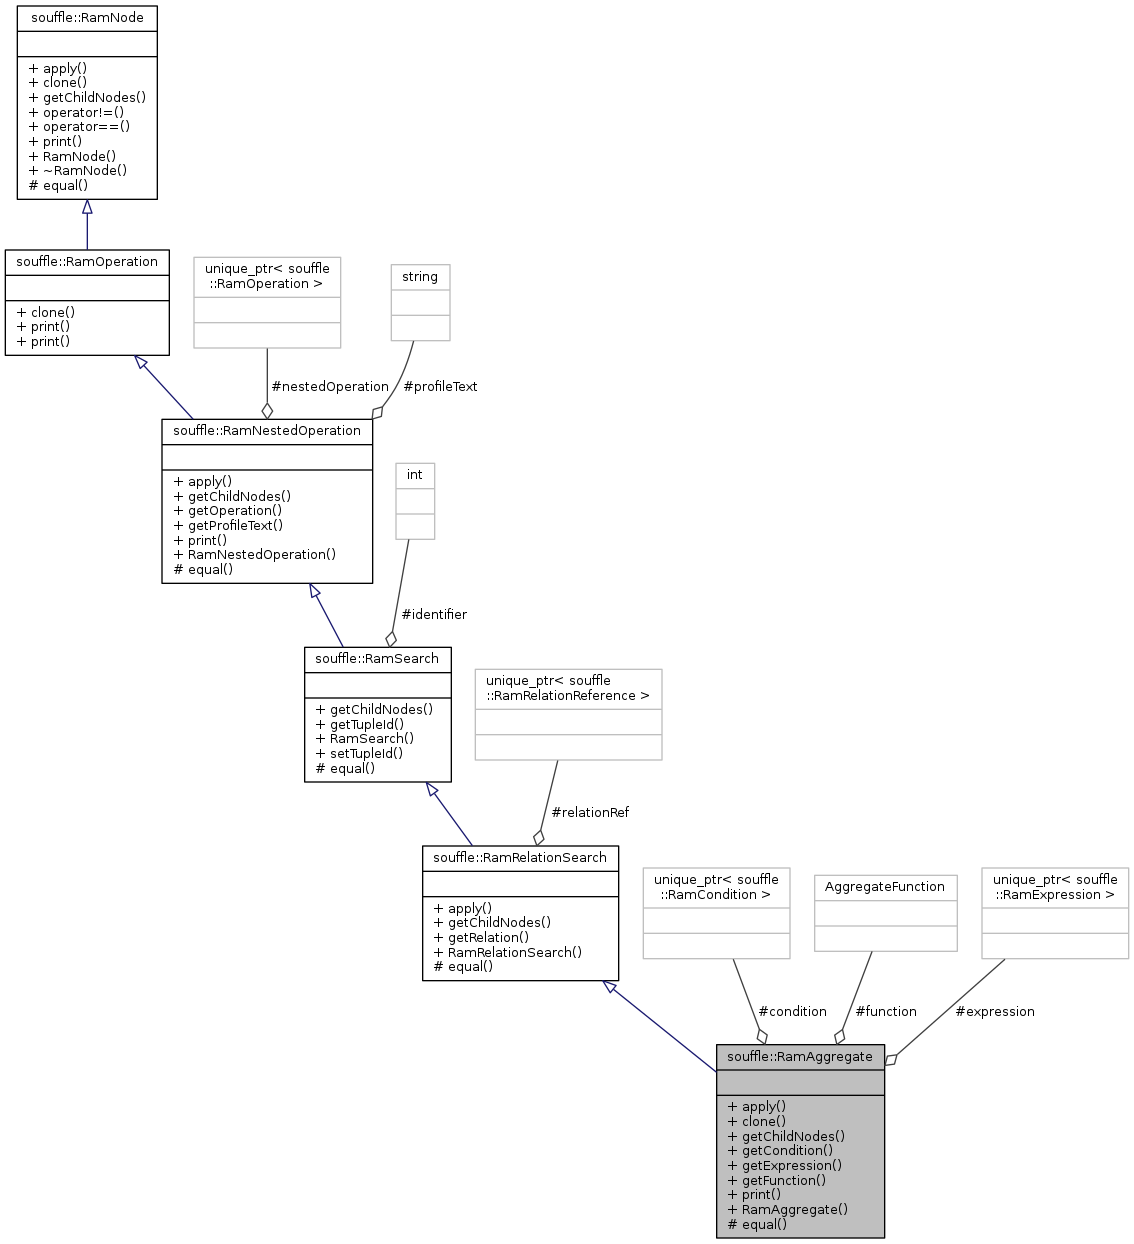 souffle::RamNode
+ apply()
+ clone()
+ getChildNodes()
+ operator!=()
+ operator==()
+ print()
+ RamNode()
+ ~RamNode()
# equal()
souffle::RamOperation
+ clone()
+ print()
+ print()
unique_ptr< souffle
::RamOperation >
string
#nestedOperation
#profileText
souffle::RamNestedOperation
+ apply()
+ getChildNodes()
+ getOperation()
+ getProfileText()
+ print()
+ RamNestedOperation()
# equal()
int
#identifier
souffle::RamSearch
+ getChildNodes()
+ getTupleId()
+ RamSearch()
+ setTupleId()
# equal()
unique_ptr< souffle
::RamRelationReference >
#relationRef
souffle::RamRelationSearch
+ apply()
+ getChildNodes()
+ getRelation()
+ RamRelationSearch()
# equal()
unique_ptr< souffle
::RamCondition >
AggregateFunction
unique_ptr< souffle
::RamExpression >
#condition
#function
#expression
souffle::RamAggregate
+ apply()
+ clone()
+ getChildNodes()
+ getCondition()
+ getExpression()
+ getFunction()
+ print()
+ RamAggregate()
# equal()